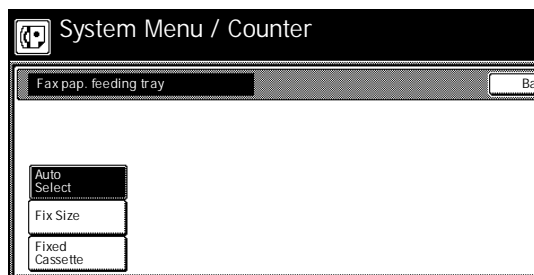 System Menu / Counter
Fax pap. feeding tray
Auto
Select
Fix Size
Fixed
Cassette